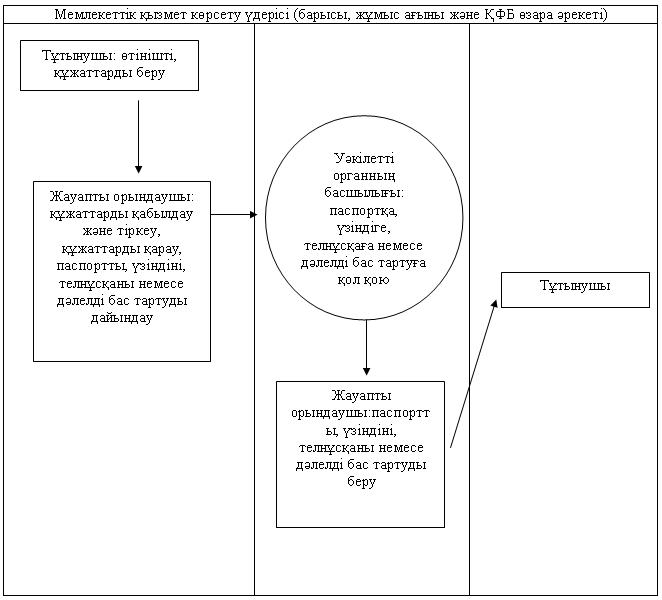 Мемлекеттік қызмет көрсету үдерісі (барысы, жұмыс ағыны және ҚФБ өзара әрекеті)
Тұтынушы: өтінішті,
құжаттарды беру
Жауапты орындаушы:
құжаттарды қабылдау
және тіркеу,
құжаттарды қарау,
паспортты, үзіндіні,
телнұсқаны немесе
дәлелді бас тартуды
дайындау
Уәкілетті
органның
басшылығы:
паспортқа,
үзіндіге,
телнұсқаға немесе
дәлелді бас тартуға
қол қою
Жауапты
орындаушы:паспортт
ы, үзіндіні,
телнұсқаны немесе
дәлелді бас тартуды
беру
Тұтынушы